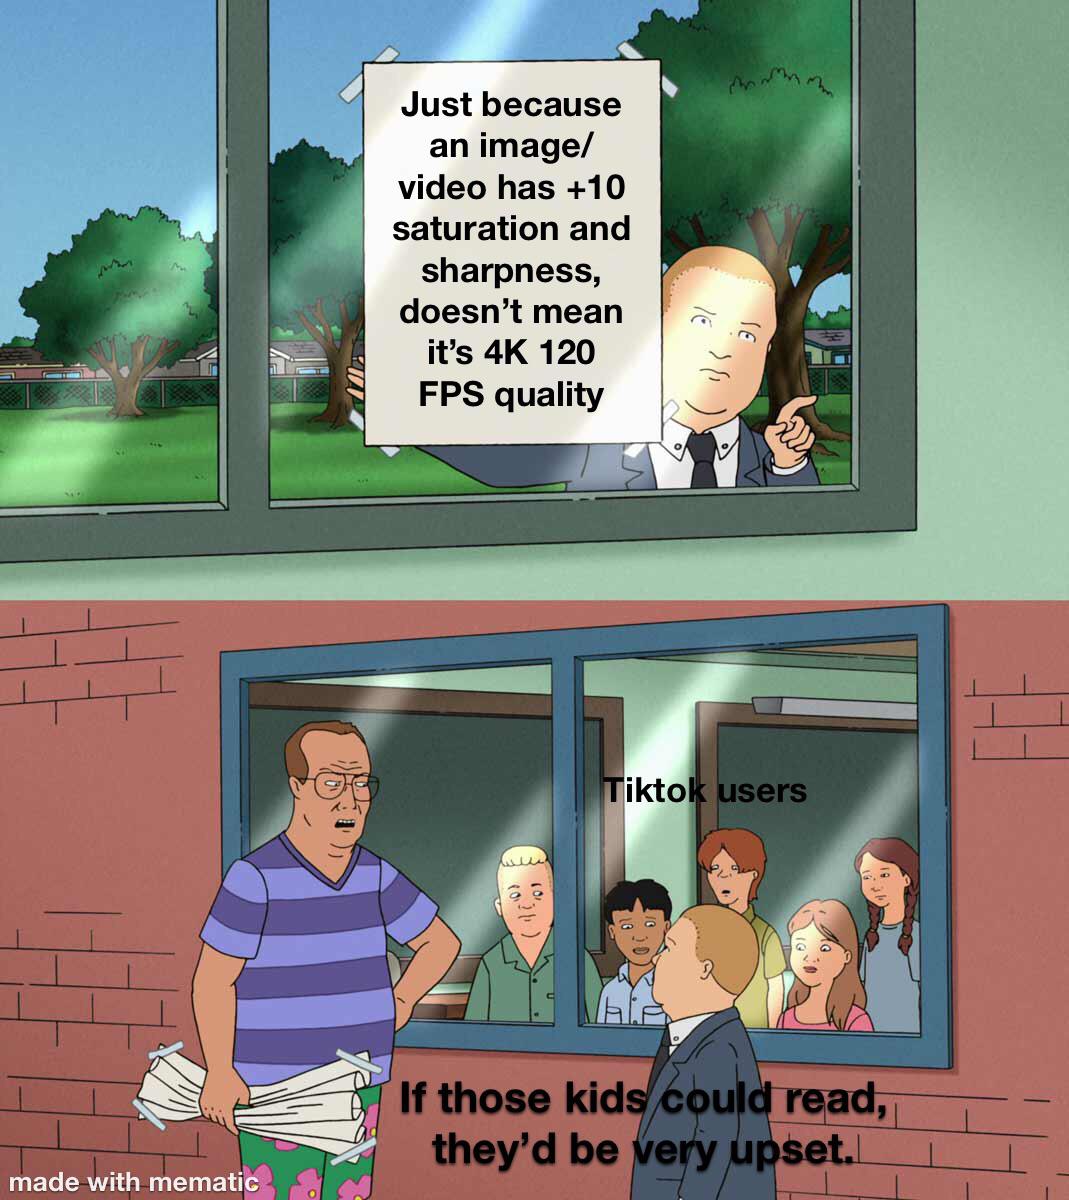 Just because
an image/
video has +10
saturation and
sharpness,
doesn’t mean
it’s 4K 120
FPS quality
Tiktok users
If those kids could read,
they’d be very upset.
made with mematic